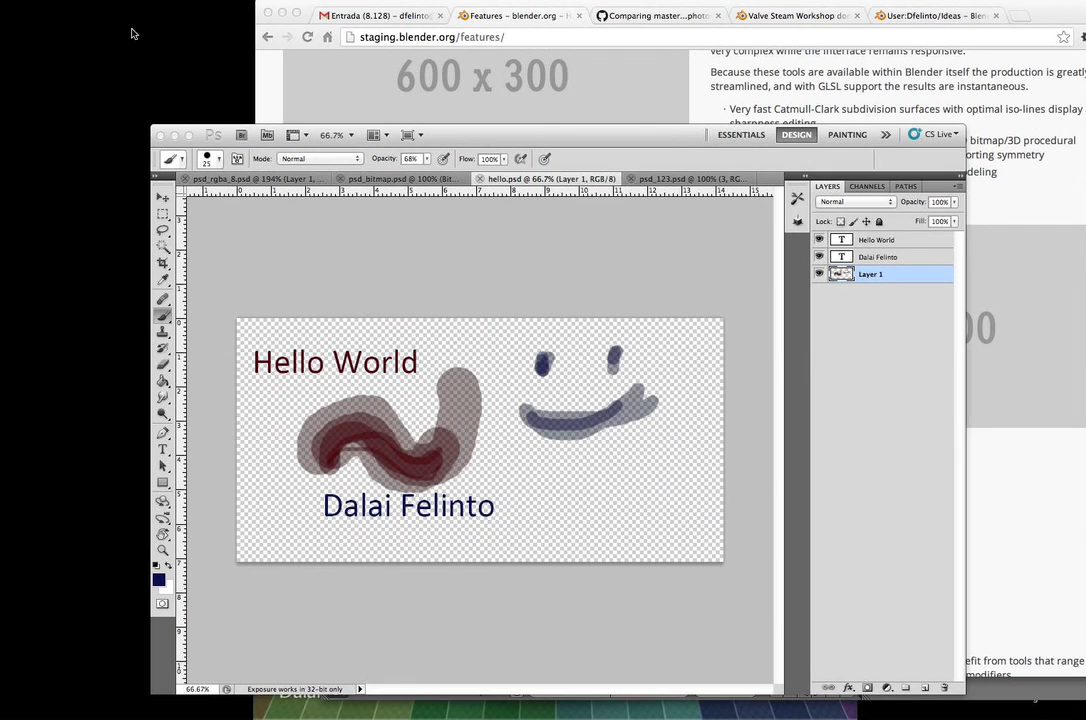 Entrada (8.128) – dfelinto
Features – blender.org – H
Comparing master...photo
Valve Steam Workshop do
User:Dfelinto/Ideas – Blen
staging.blender.org/features/
600 x 300
very complex while the interface remains responsive.
Because these tools are available within Blender itself the production is greatly
streamlined, and with GLSL support the results are instantaneous.
· Very fast Catmull-Clark subdivision surfaces with optimal iso-lines display a
sharpness editing
Ps
Br
Mb
66.7%
ESSENTIALS
DESIGN
PAINTING
CS Live
bitmap/3D procedural
orting symmetry
deling
25
Mode: Normal
Opacity: 68%
Flow: 100%
psd_rgba_8.psd @ 194% (Layer 1, ...
psd_bitmap.psd @ 100% (Bit...
hello.psd @ 66.7% (Layer 1, RGB/8)
psd_123.psd @ 100% (3, RG...
LAYERS
CHANNELS
PATHS
Normal
Opacity: 100%
Lock:
Fill: 100%
T Hello World
T Dalai Felinto
Layer 1
00
Hello World
Dalai Felinto
66.67%
Exposure works in 32-bit only
efit from tools that range
modifiers